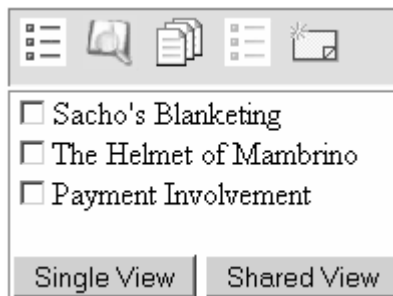 Sacho's Blanketing
The Helmet of Mambrino
Payment Involvement
Single View Shared View